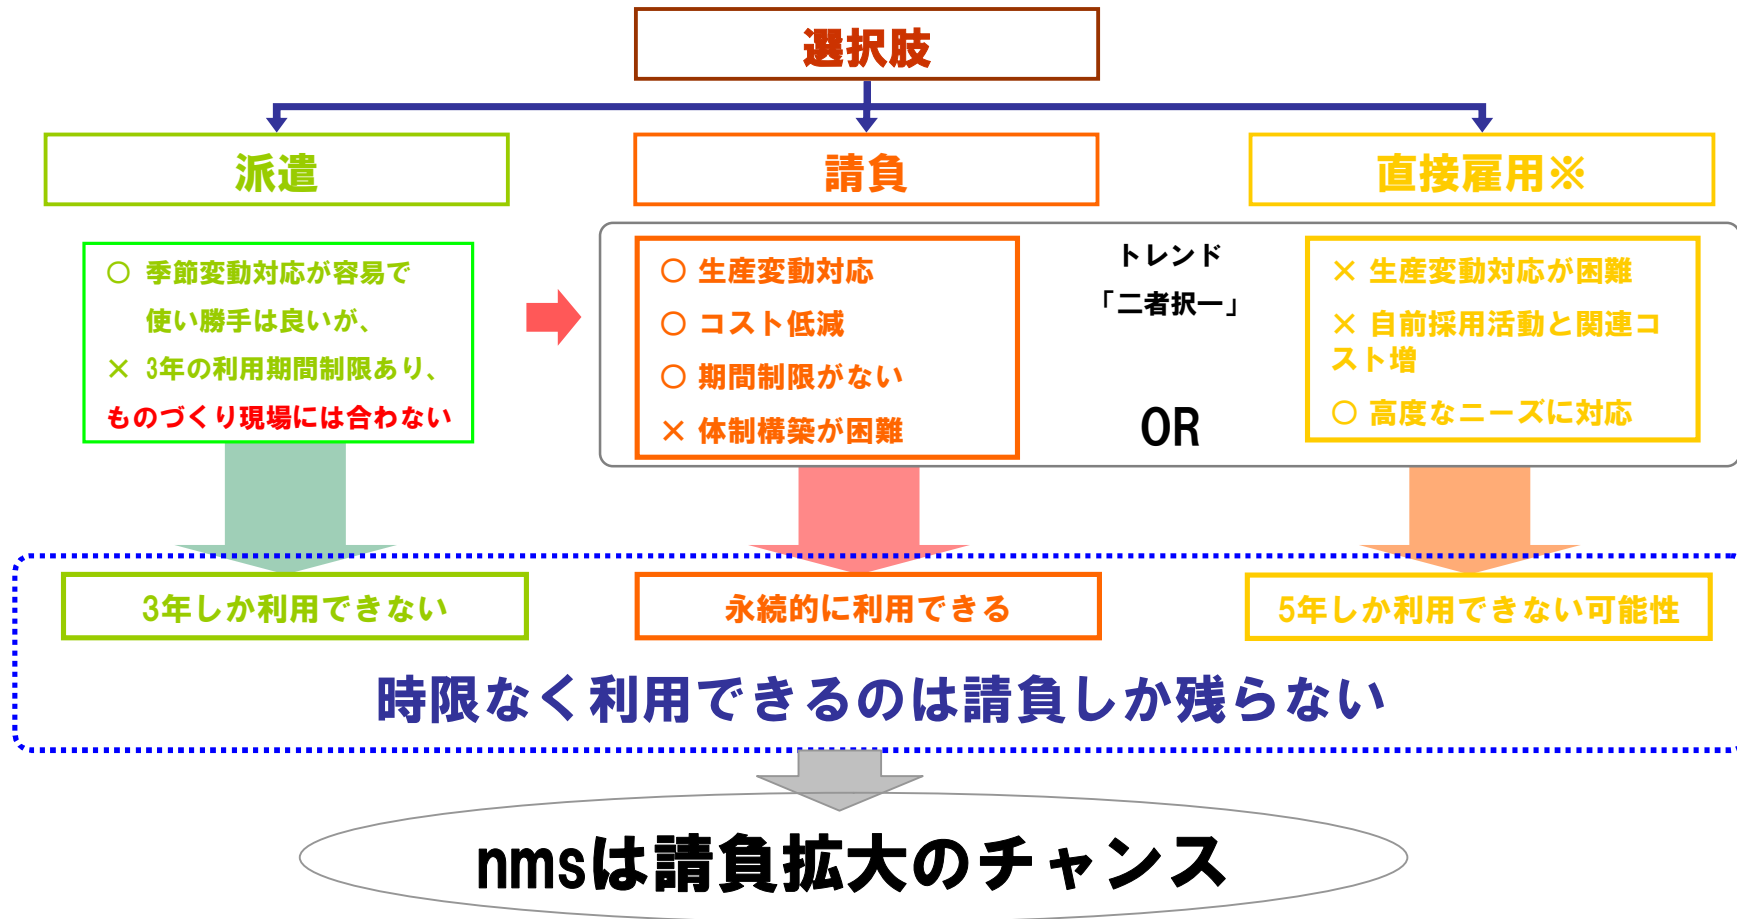 選択肢
派遣
請負
直接雇用※
○ 季節変動対応が容易で
使い勝手は良いが、
× 3年の利用期間制限あり、
ものづくり現場には合わない
○ 生産変動対応
○ コスト低減
○ 期間制限がない
× 体制構築が困難
トレンド
「二者択一」
OR
× 生産変動対応が困難
× 自前採用活動と関連コ
スト増
○ 高度なニーズに対応
3年しか利用できない
永続的に利用できる
5年しか利用できない可能性
時限なく利用できるのは請負しか残らない
nmsは請負拡大のチャンス